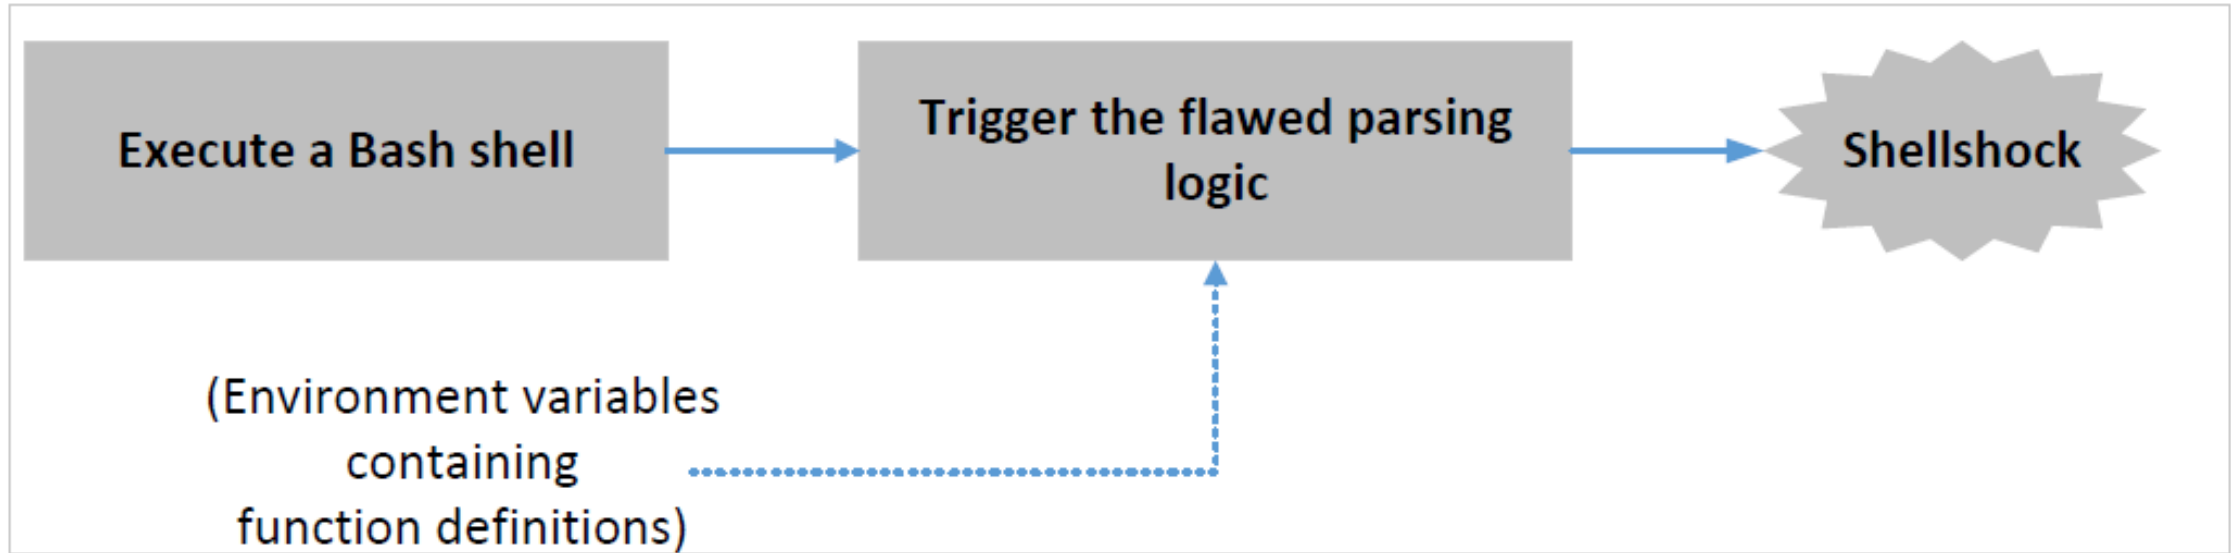 Execute a Bash shell
Trigger the flawed parsing
logic
Shellshock
(Environment variables
containing
function definitions)